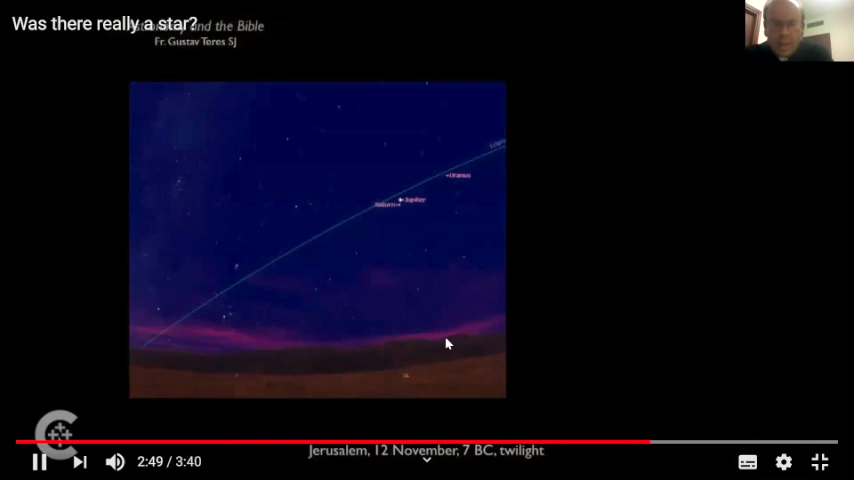 Was there really a star?
Astronomy and the Bible
Fr. Gustav Teres SJ
Uranus
Jupiter
Saturn
Jerusalem, 12 November, 7 BC, twilight
2:49 / 3:40